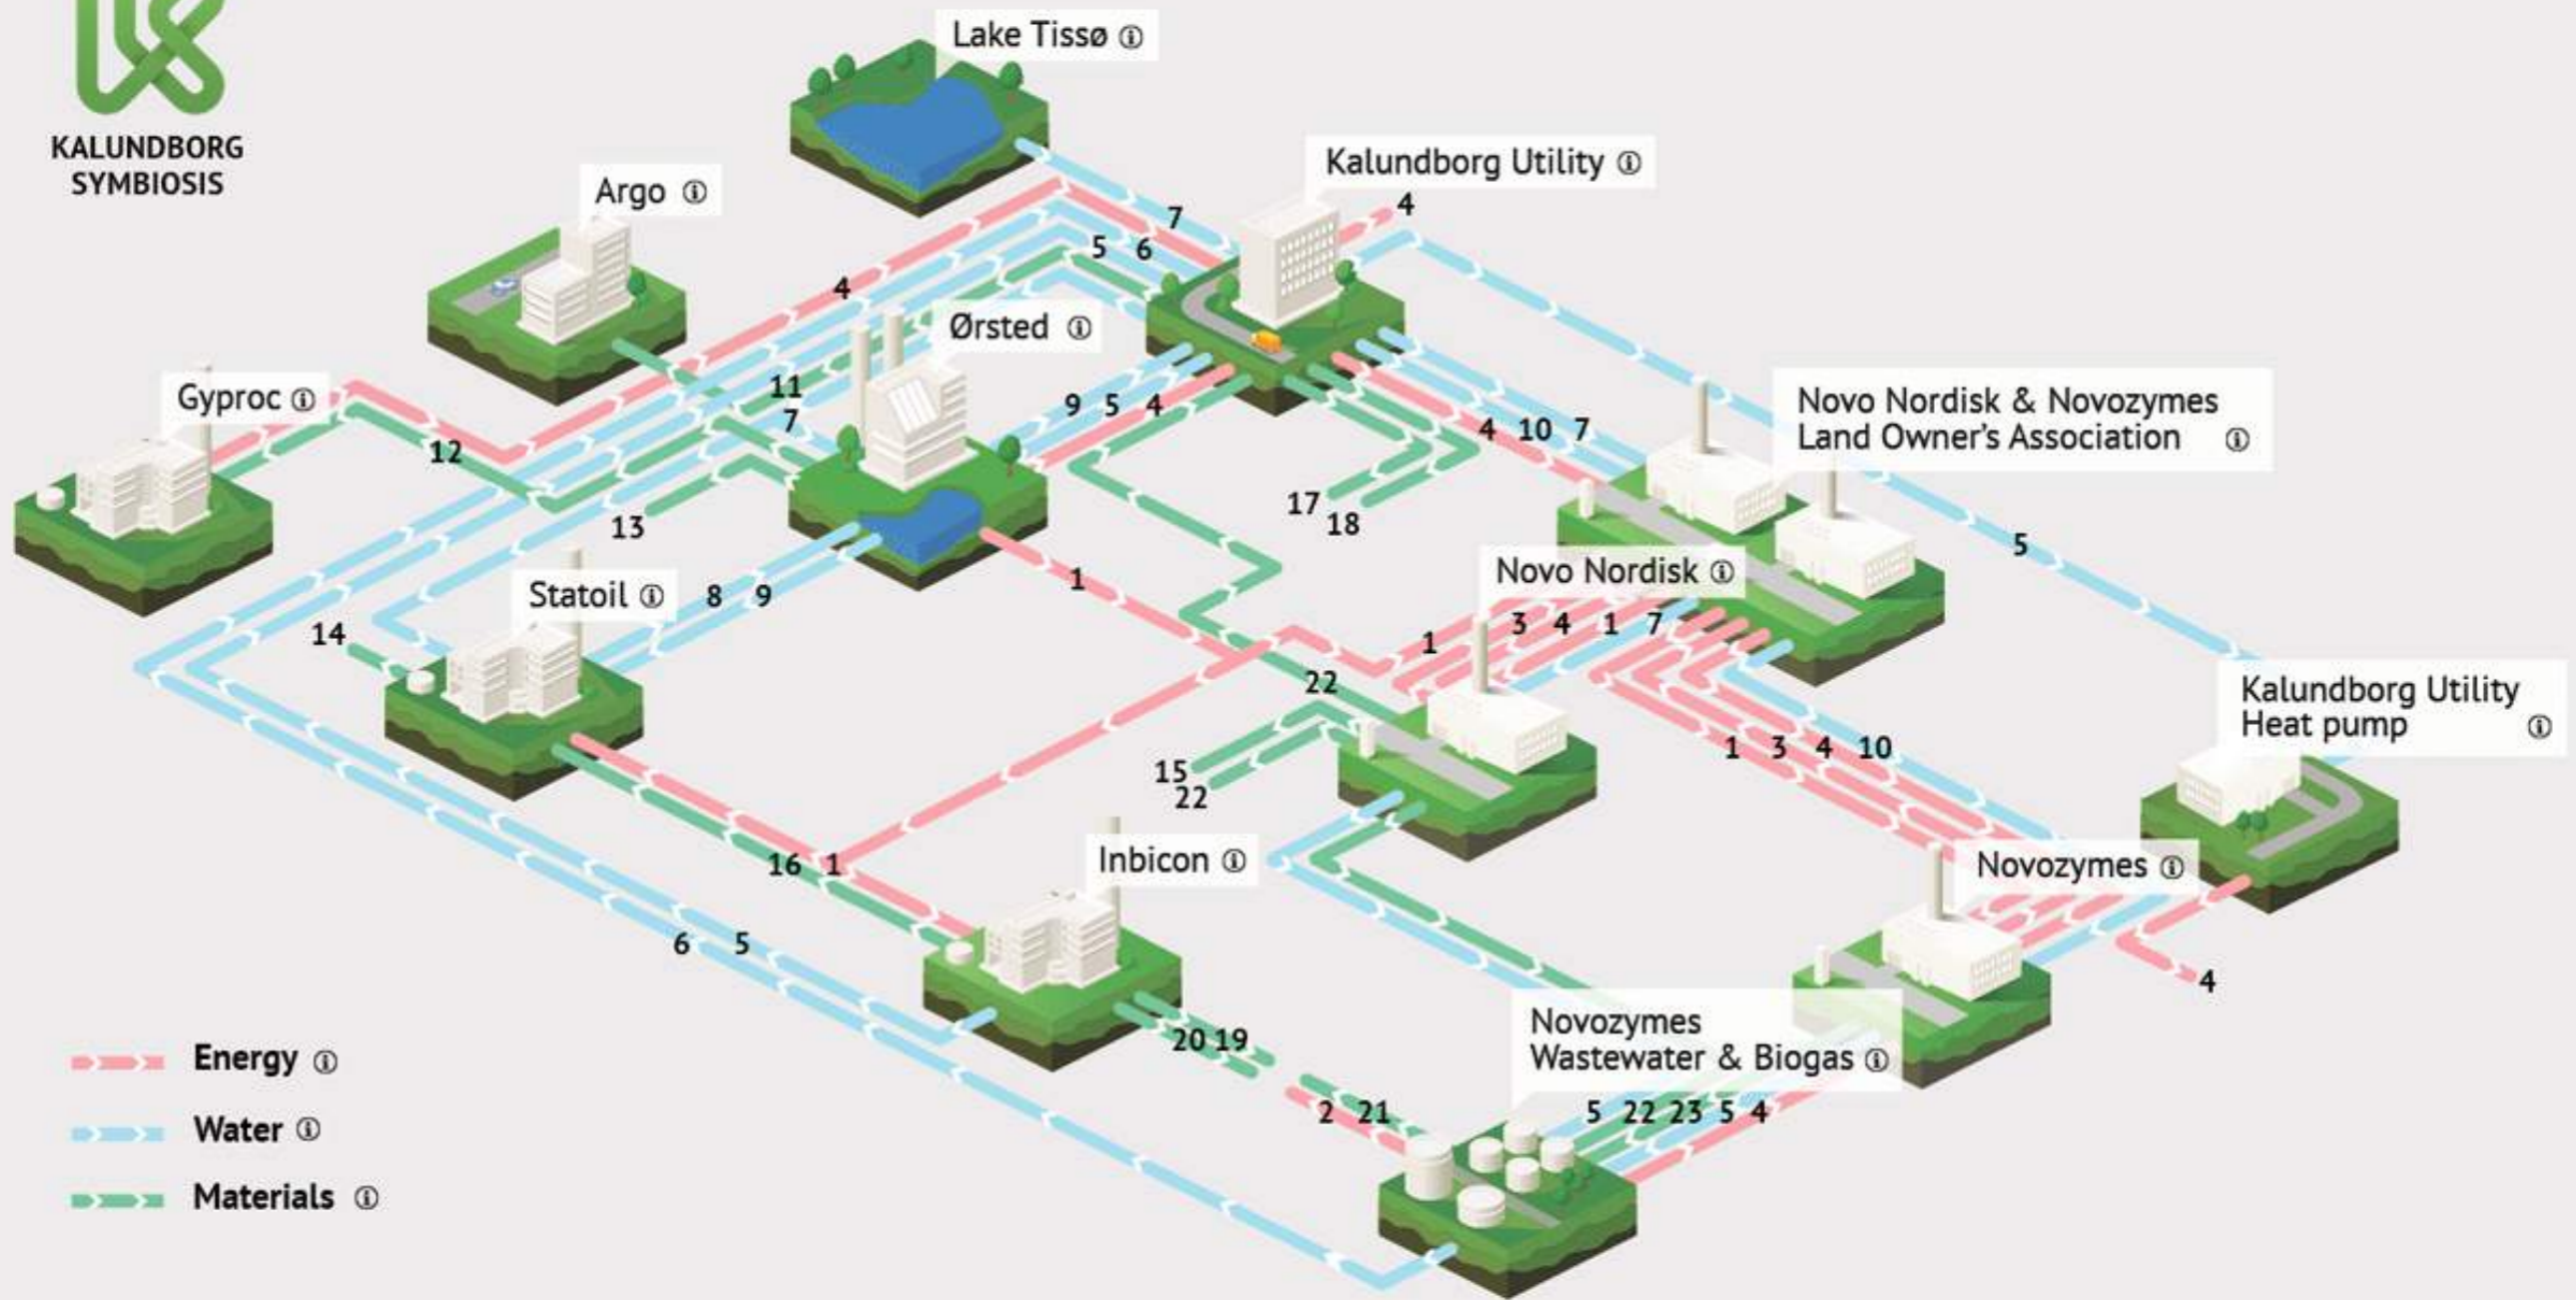 KALUNDBORG
SYMBIOSIS
Lake Tissø
Kalundborg Utility
Argo
4
7
5 6
4
Ørsted
Gyproc
11
7
9 5 4
12
4 10 7
Novo Nordisk & Novozymes
Land Owner's Association
17
18
13
5
Novo Nordisk
1
Statoil
8 9
14
3 4 1 7
1
22
15
22
1 3 4 10
Kalundborg Utility
Heat pump
16 1
Inbicon
Novozymes
6 5
4
20 19
Novozymes
Wastewater & Biogas
2 21
5 22 23 5 4
Energy
Water
Materials